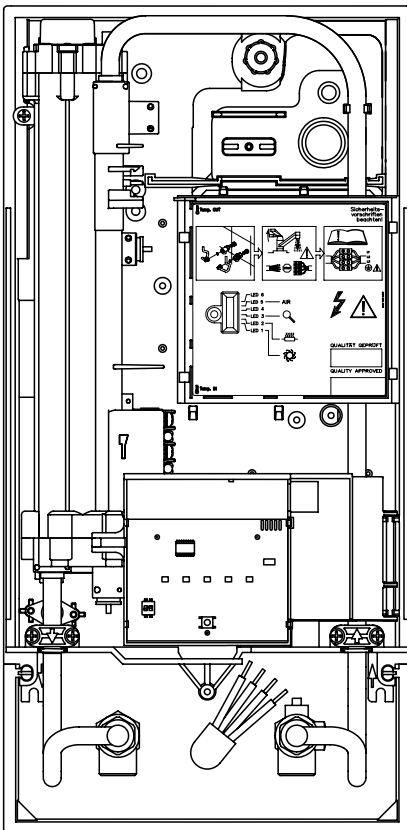 Temp. OUT
Sicherheits-
vorschriften
beachten!
LED 6
LED 5 AIR
LED 4
LED 3
LED 2
LED 1
QUALITÄT GEPRÜFT
QUALITY APPROVED
Temp. IN